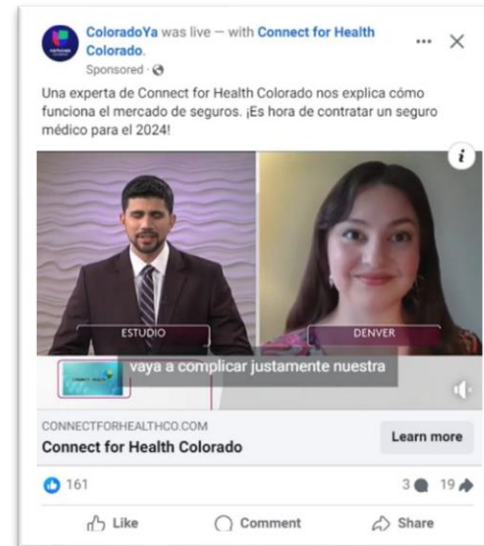 ColoradoYa was live — with Connect for Health
Colorado.
Sponsored ·
Una experta de Connect for Health Colorado nos explica cómo
funciona el mercado de seguros. ¡Es hora de contratar un seguro
médico para el 2024!
i
ESTUDIO
DENVER
vaya a complicar justamente nuestra
CONNECTFORHEALTHCO.COM
Connect for Health Colorado
Learn more
161
3
19
Like
Comment
Share